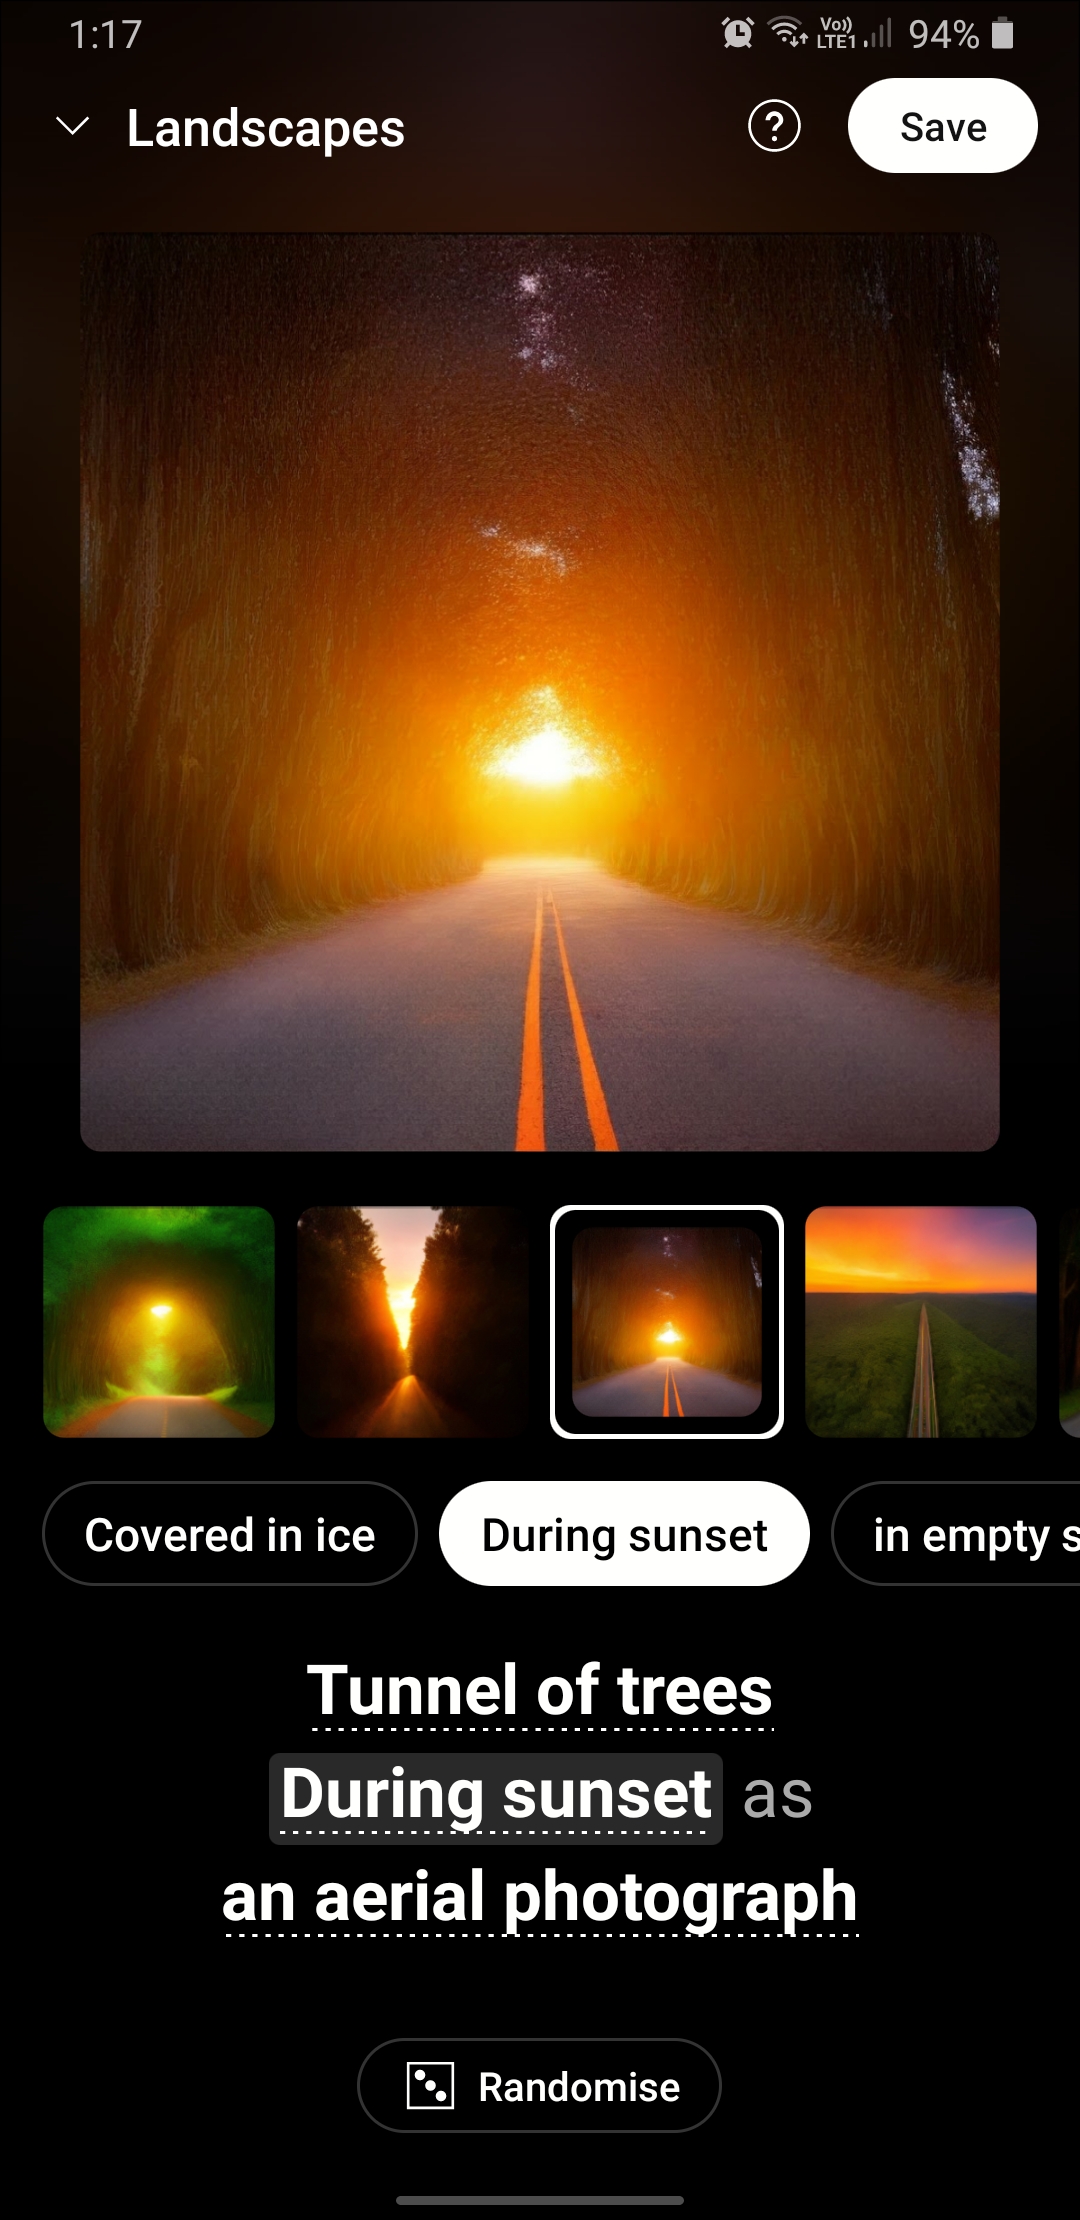 1:17
Vo))
LTE1
94%
Landscapes
?
Save
Covered in ice
During sunset
in empty s
Tunnel of trees
During sunset as
an aerial photograph
Randomise